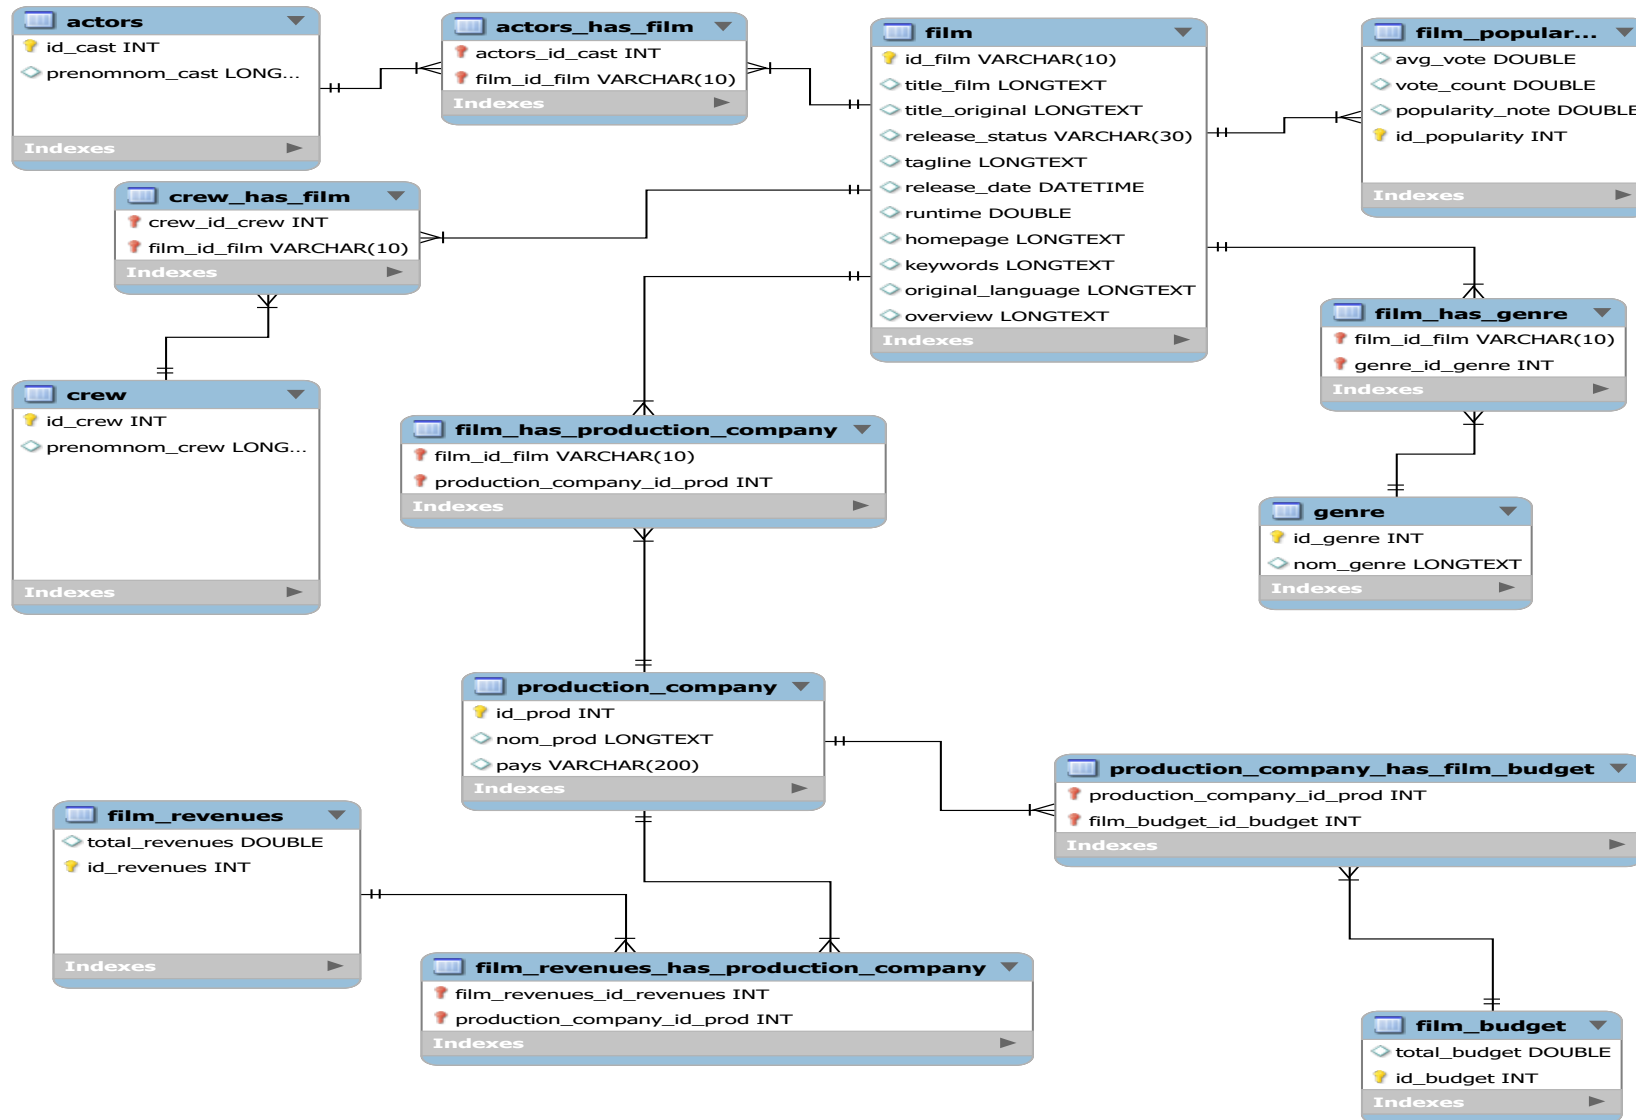 actors
id_cast INT
prenomnom_cast LONG...
Indexes
actors_has_film
actors_id_cast INT
film_id_film VARCHAR(10)
Indexes
film
id_film VARCHAR(10)
title_film LONGTEXT
title_original LONGTEXT
release_status VARCHAR(30)
tagline LONGTEXT
release_date DATETIME
runtime DOUBLE
homepage LONGTEXT
keywords LONGTEXT
original_language LONGTEXT
overview LONGTEXT
Indexes
film_popular...
avg_vote DOUBLE
vote_count DOUBLE
popularity_note DOUBLE
id_popularity INT
Indexes
crew_has_film
crew_id_crew INT
film_id_film VARCHAR(10)
Indexes
film_has_genre
film_id_film VARCHAR(10)
genre_id_genre INT
Indexes
crew
id_crew INT
prenomnom_crew LONG...
Indexes
film_has_production_company
film_id_film VARCHAR(10)
production_company_id_prod INT
Indexes
genre
id_genre INT
nom_genre LONGTEXT
Indexes
production_company
id_prod INT
nom_prod LONGTEXT
pays VARCHAR(200)
Indexes
production_company_has_film_budget
production_company_id_prod INT
film_budget_id_budget INT
Indexes
film_revenues
total_revenues DOUBLE
id_revenues INT
Indexes
film_revenues_has_production_company
film_revenues_id_revenues INT
production_company_id_prod INT
Indexes
film_budget
total_budget DOUBLE
id_budget INT
Indexes